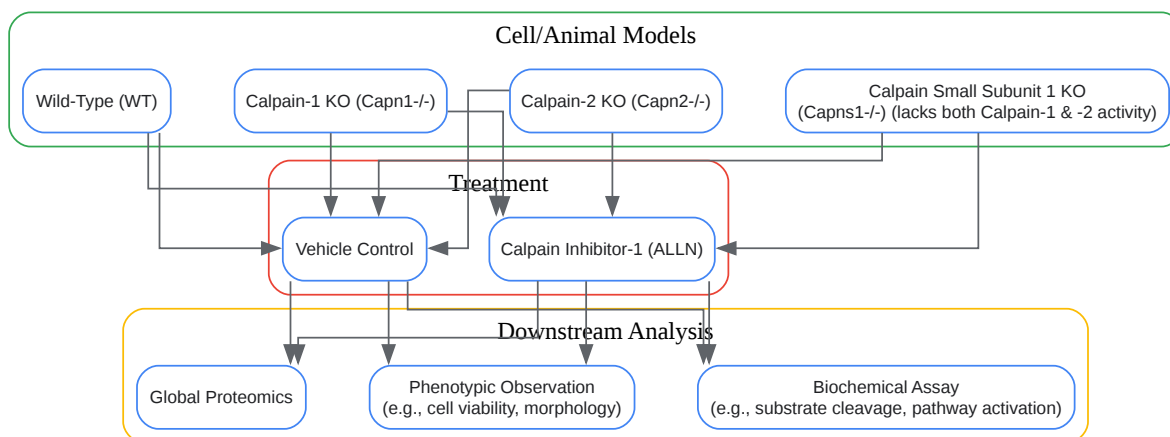 Cell/Animal Models
Wild-Type (WT)
Calpain-1 KO (Capn1-/-)
Calpain-2 KO (Capn2-/-)
Calpain Small Subunit 1 KO
(Capns1-/-) (lacks both Calpain-1 & -2 activity)
Treatment
Vehicle Control
Calpain Inhibitor-1 (ALLN)
Downstream Analysis
Global Proteomics
Phenotypic Observation
(e.g., cell viability, morphology)
Biochemical Assay
(e.g., substrate cleavage, pathway activation)